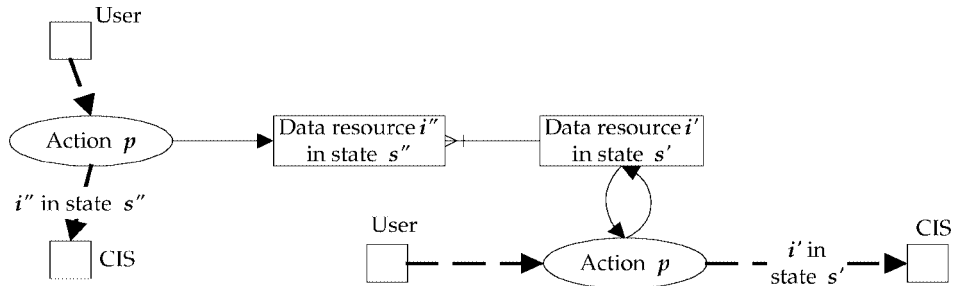 User
Action p
Data resource i″
in state s″
Data resource i′
in state s′
i″ in state s″
CIS
User
Action p
i′ in
state s′
CIS